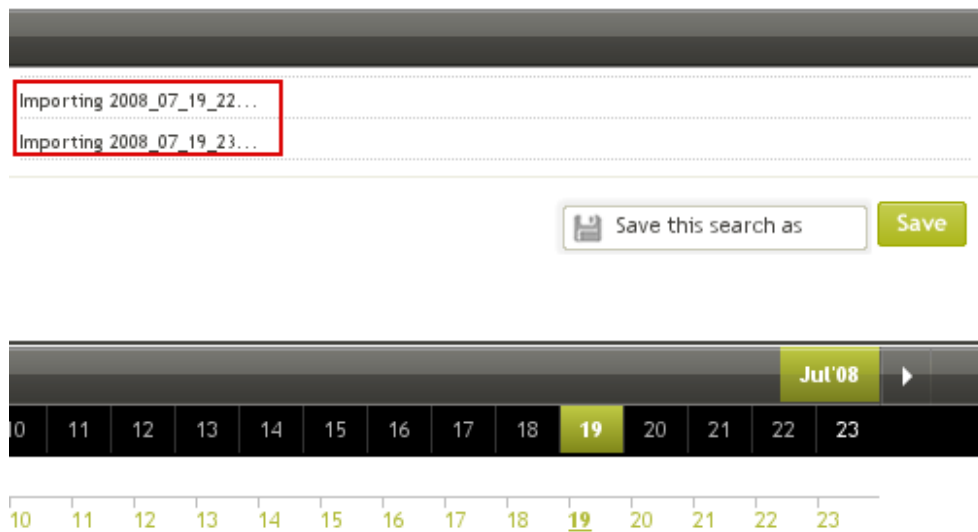 Importing 2008_07_19_22...
Importing 2008_07_19_23...
Save this search as Save
Jul'08
10 11 12 13 14 15 16 17 18 19 20 21 22 23
10 11 12 13 14 15 16 17 18 19 20 21 22 23